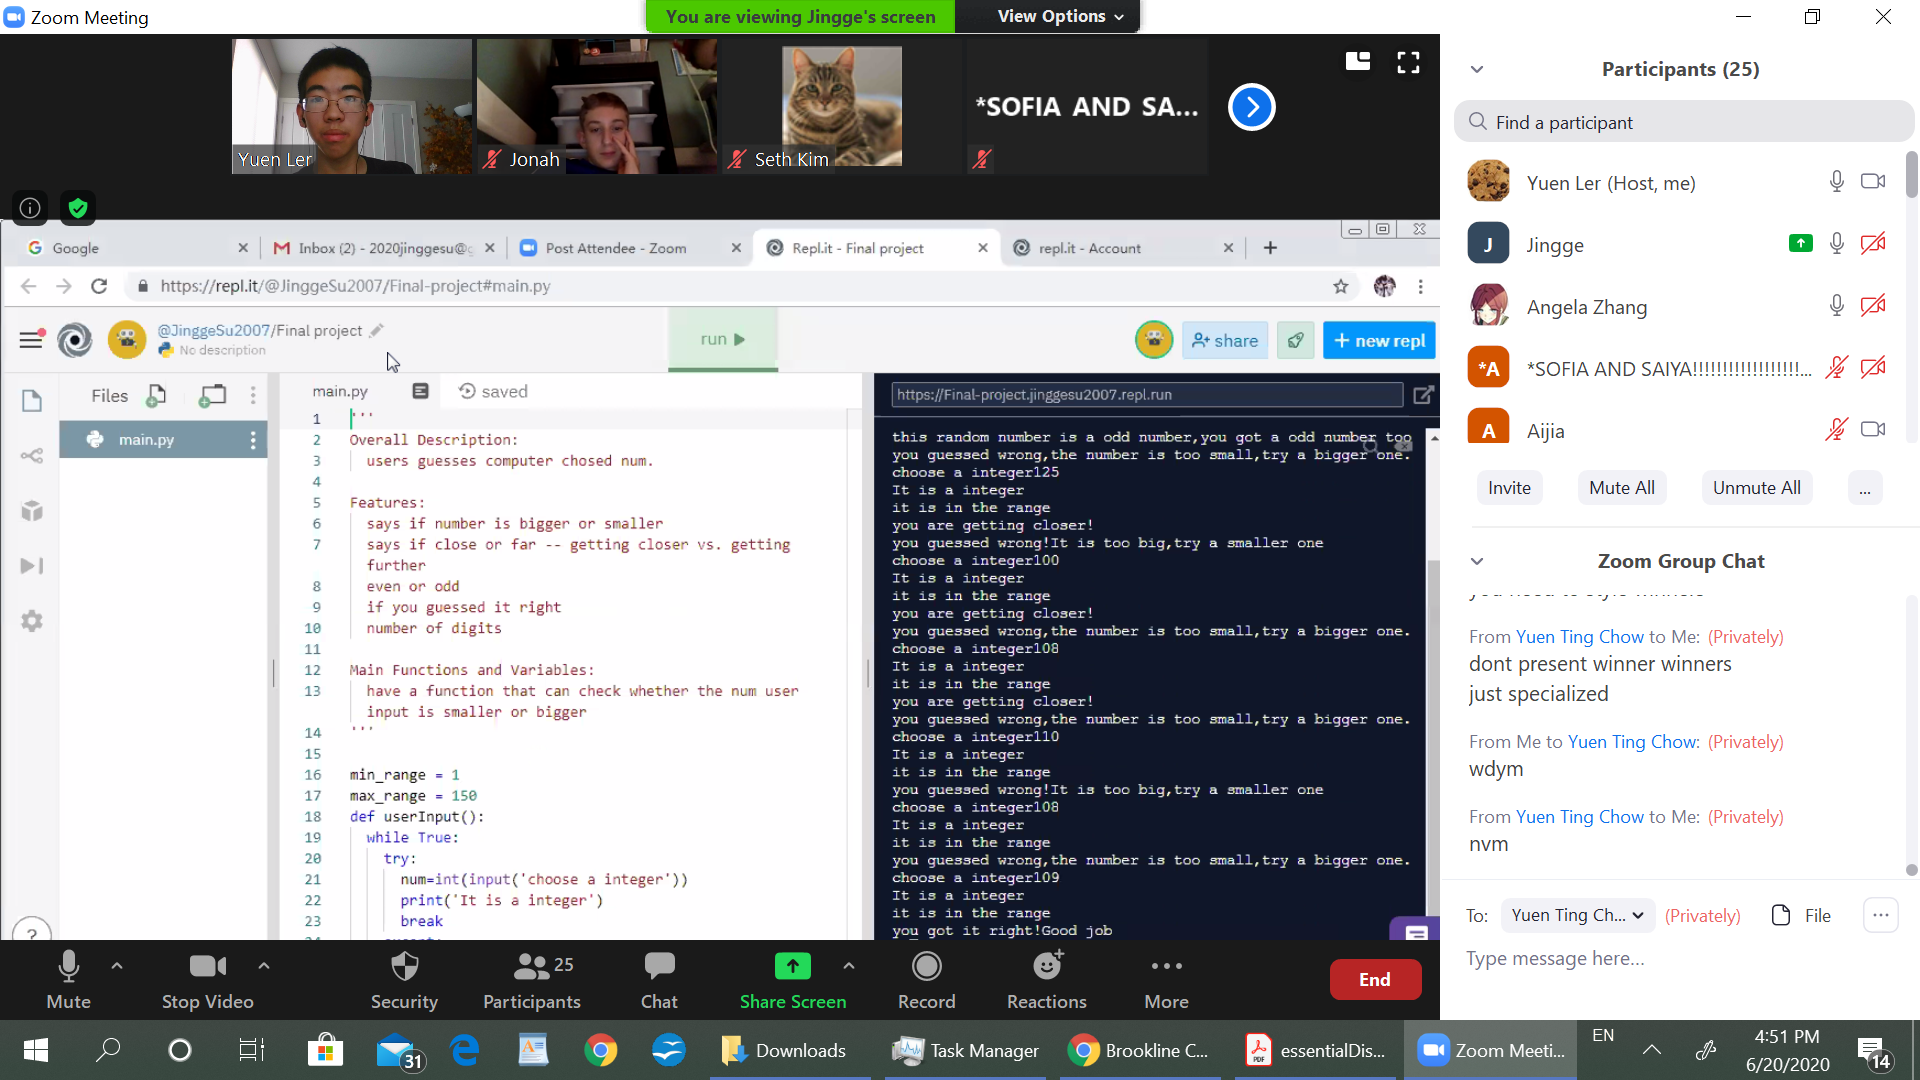 Zoom Meeting
You are viewing Jingge's screen
View Options
Yuen Ler
Jonah
Seth Kim
*SOFIA AND SA...
Google
Inbox (2) - 2020jinggesu@g
Post Attendee - Zoom
Repl.it - Final project
repl.it - Account
https://repl.it/@JinggeSu2007/Final-project#main.py
@JinggeSu2007/Final project
No description
run
share
+ new repl
Files
main.py
main.py
saved
1 '''
2 Overall Description:
3 users guesses computer chosed num.
4
5 Features:
6 says if number is bigger or smaller
7 says if close or far -- getting closer vs. getting
further
8 even or odd
9 if you guessed it right
10 number of digits
11
12 Main Functions and Variables:
13 have a function that can check whether the num user
input is smaller or bigger
14 '''
15
16 min_range = 1
17 max_range = 150
18 def userInput():
19 while True:
20 try:
21 num=int(input('choose a integer'))
22 print('It is a integer')
23 break
https://Final-project.jinggesu2007.repl.run
this random number is a odd number,you got a odd number too
you guessed wrong,the number is too small,try a bigger one.
choose a integer125
It is a integer
it is in the range
you are getting closer!
you guessed wrong!It is too big,try a smaller one
choose a integer100
It is a integer
it is in the range
you are getting closer!
you guessed wrong,the number is too small,try a bigger one.
choose a integer108
It is a integer
it is in the range
you are getting closer!
you guessed wrong,the number is too small,try a bigger one.
choose a integer110
It is a integer
it is in the range
you guessed wrong!It is too big,try a smaller one
choose a integer108
It is a integer
it is in the range
you guessed wrong,the number is too small,try a bigger one.
choose a integer109
It is a integer
it is in the range
you got it right!Good job
?
Mute
Stop Video
Security
25
Participants
Chat
Share Screen
Record
Reactions
More
End
Participants (25)
Find a participant
Yuen Ler (Host, me)
J Jingge
Angela Zhang
*A *SOFIA AND SAIYA!!!!!!!!!!!!!!!!!!...
A Aijia
Invite
Mute All
Unmute All
...
Zoom Group Chat
From Yuen Ting Chow to Me: (Privately)
dont present winner winners
just specialized
From Me to Yuen Ting Chow: (Privately)
wdym
From Yuen Ting Chow to Me: (Privately)
nvm
To: Yuen Ting Ch... (Privately) File
Type message here...
31
Downloads
Task Manager
Brookline C...
essentialDis...
Zoom Meeti...
EN
4:51 PM
6/20/2020
14